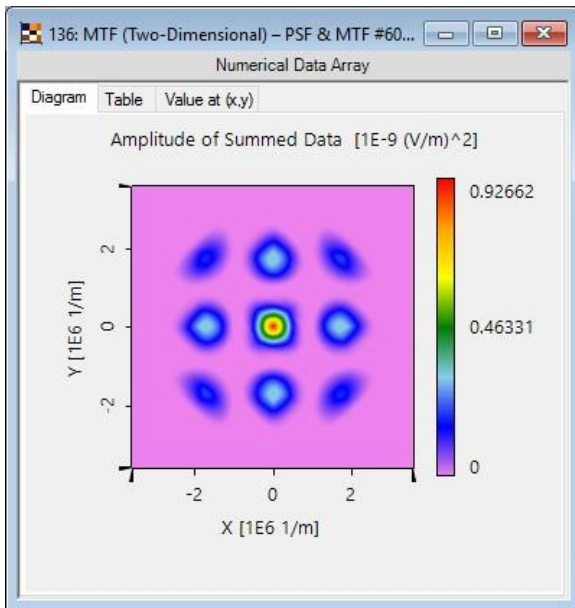 136: MTF (Two-Dimensional) – PSF & MTF #60...
Numerical Data Array
Diagram Table Value at (x,y)
Amplitude of Summed Data [1E-9 (V/m)^2]
0.92662
0.46331
0
Y [1E6 1/m]
2
0
-2
-2 0 2
X [1E6 1/m]